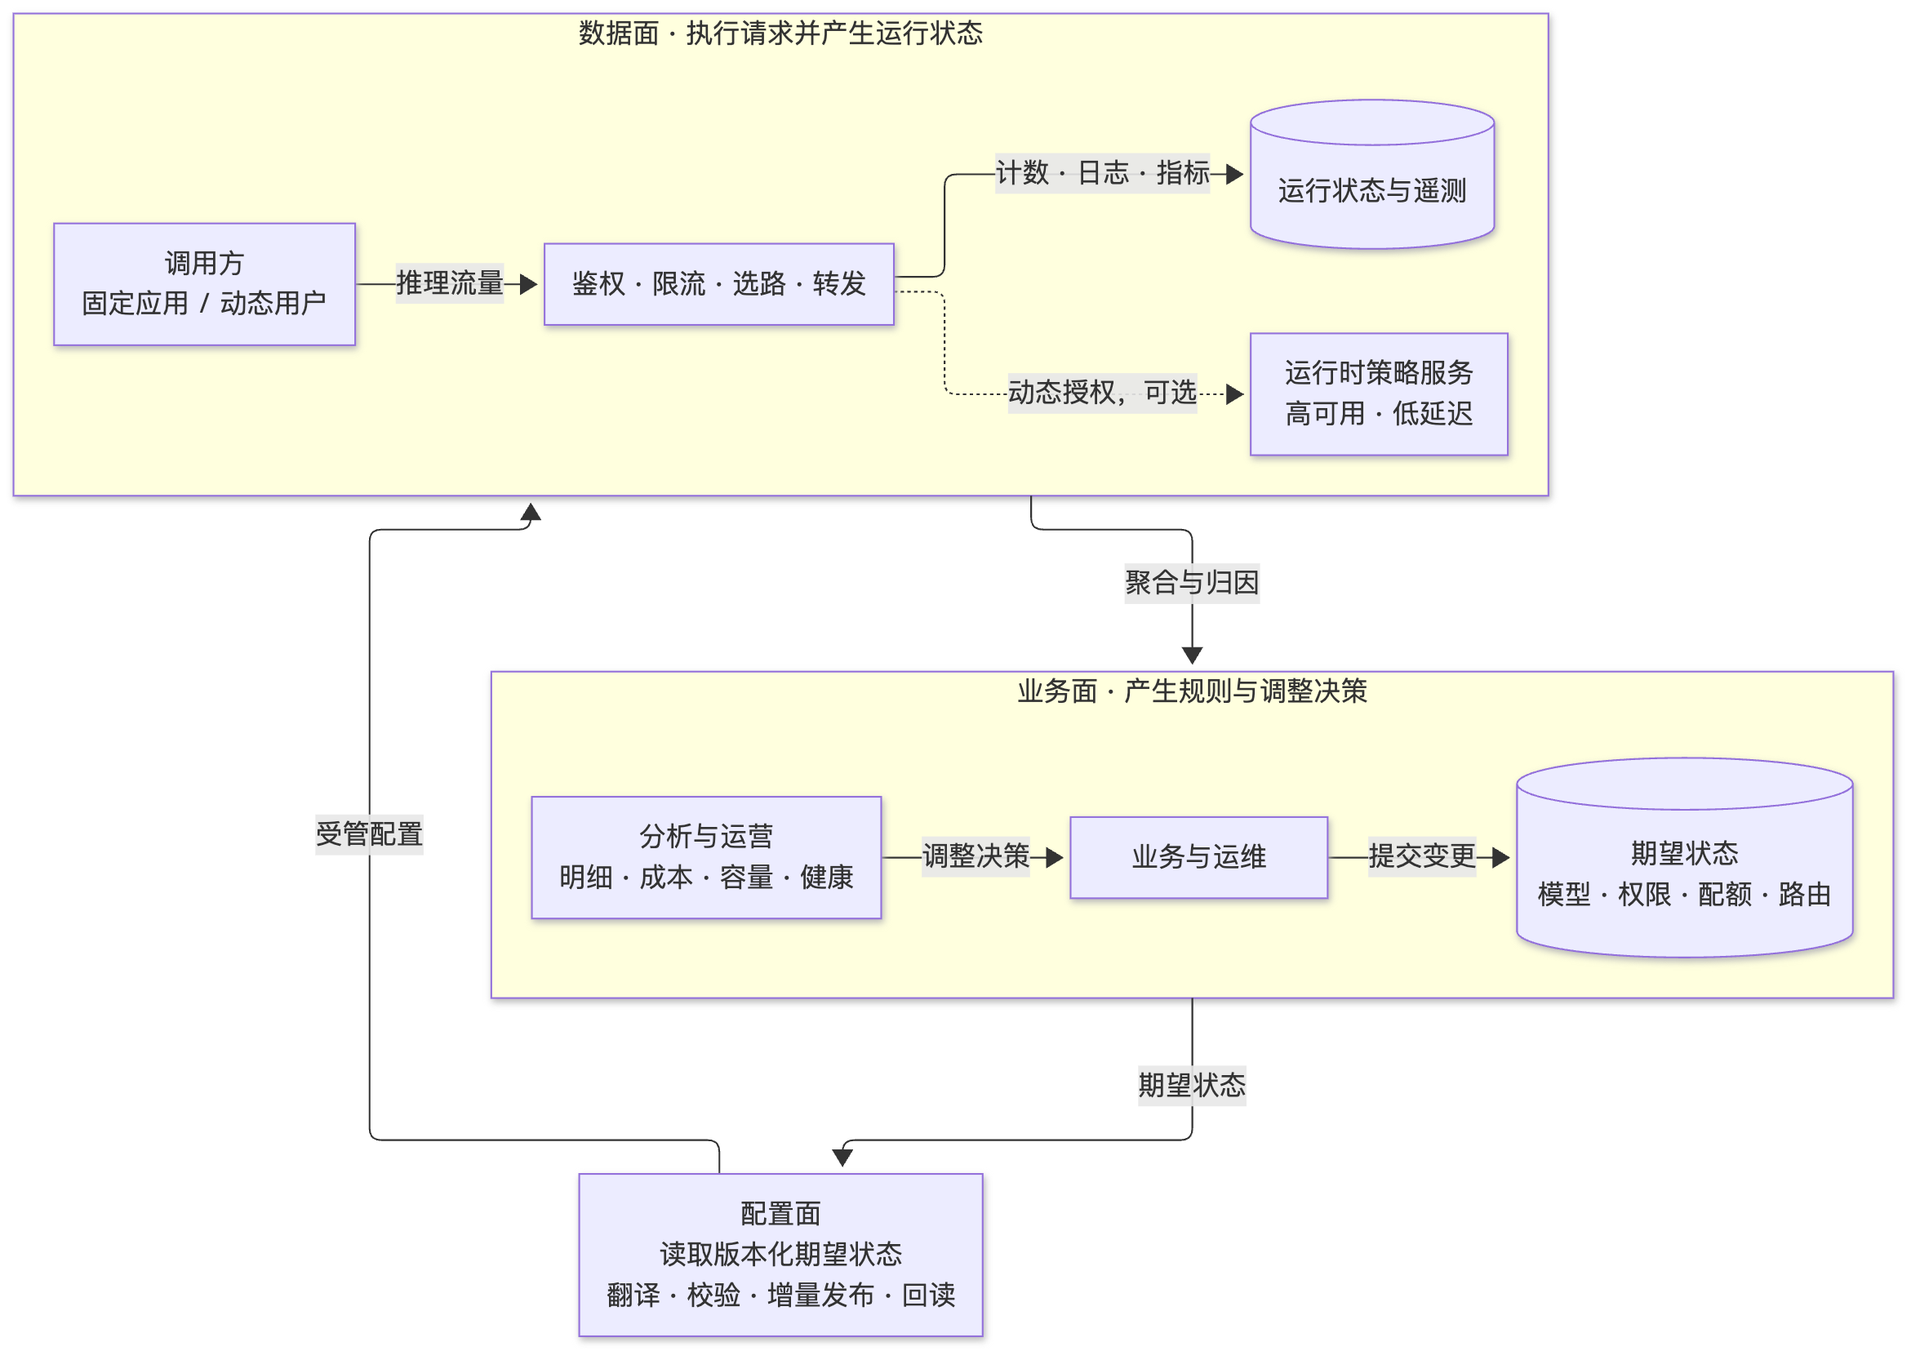 数据面 · 执行请求并产生运行状态
调用方
固定应用 / 动态用户
推理流量
鉴权 · 限流 · 选路 · 转发
计数 · 日志 · 指标
运行状态与遥测
动态授权，可选
运行时策略服务
高可用 · 低延迟
聚合与归因
受管配置
业务面 · 产生规则与调整决策
分析与运营
明细 · 成本 · 容量 · 健康
调整决策
业务与运维
提交变更
期望状态
模型 · 权限 · 配额 · 路由
期望状态
配置面
读取版本化期望状态
翻译 · 校验 · 增量发布 · 回读